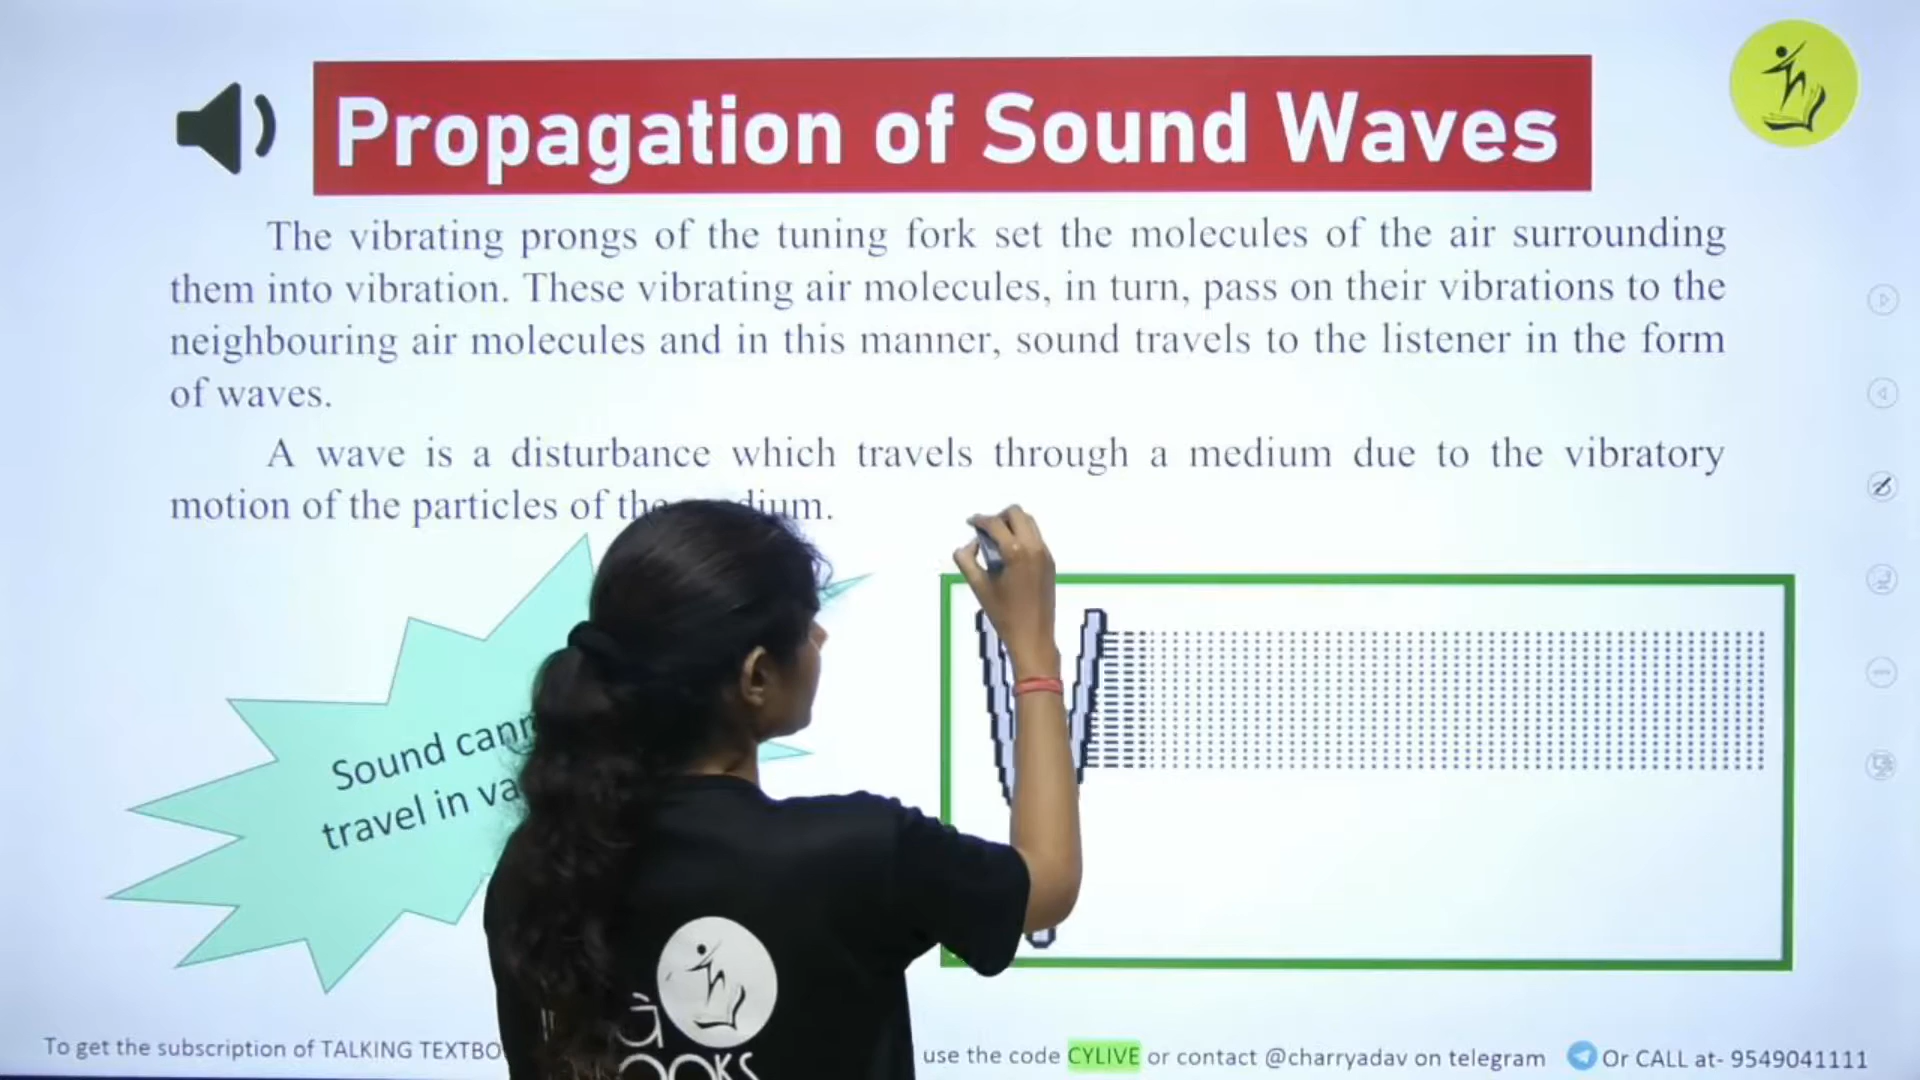 Propagation of Sound Waves
The vibrating prongs of the tuning fork set the molecules of the air surrounding
them into vibration. These vibrating air molecules, in turn, pass on their vibrations to the
neighbouring air molecules and in this manner, sound travels to the listener in the form
of waves.
A wave is a disturbance which travels through a medium due to the vibratory
motion of the particles of the medium.
Sound
travel in
To get the subscription of TALKING use the code CYLIVE or contact @charryadav on telegram Or CALL at- 9549041111